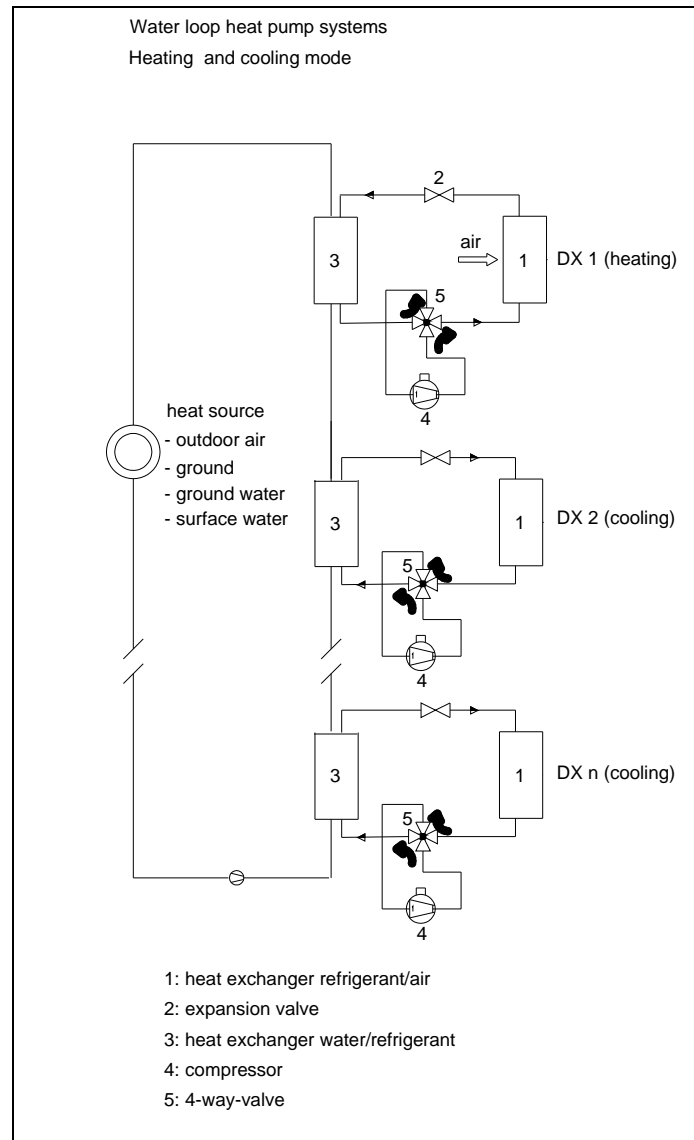 Water loop heat pump systems
Heating and cooling mode
2
3
air
1
DX 1 (heating)
5
4
heat source
- outdoor air
- ground
- ground water
- surface water
3
1
DX 2 (cooling)
5
4
3
1
DX n (cooling)
5
4
1: heat exchanger refrigerant/air
2: expansion valve
3: heat exchanger water/refrigerant
4: compressor
5: 4-way-valve